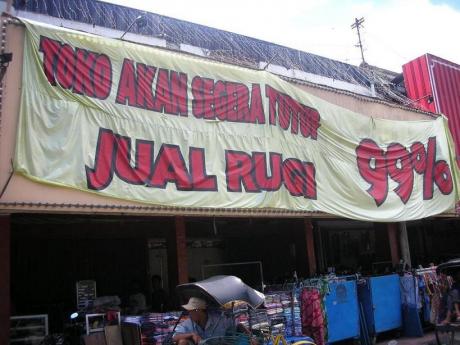 TOKO AKAN SEGERA TUTUP
JUAL RUGI 99%